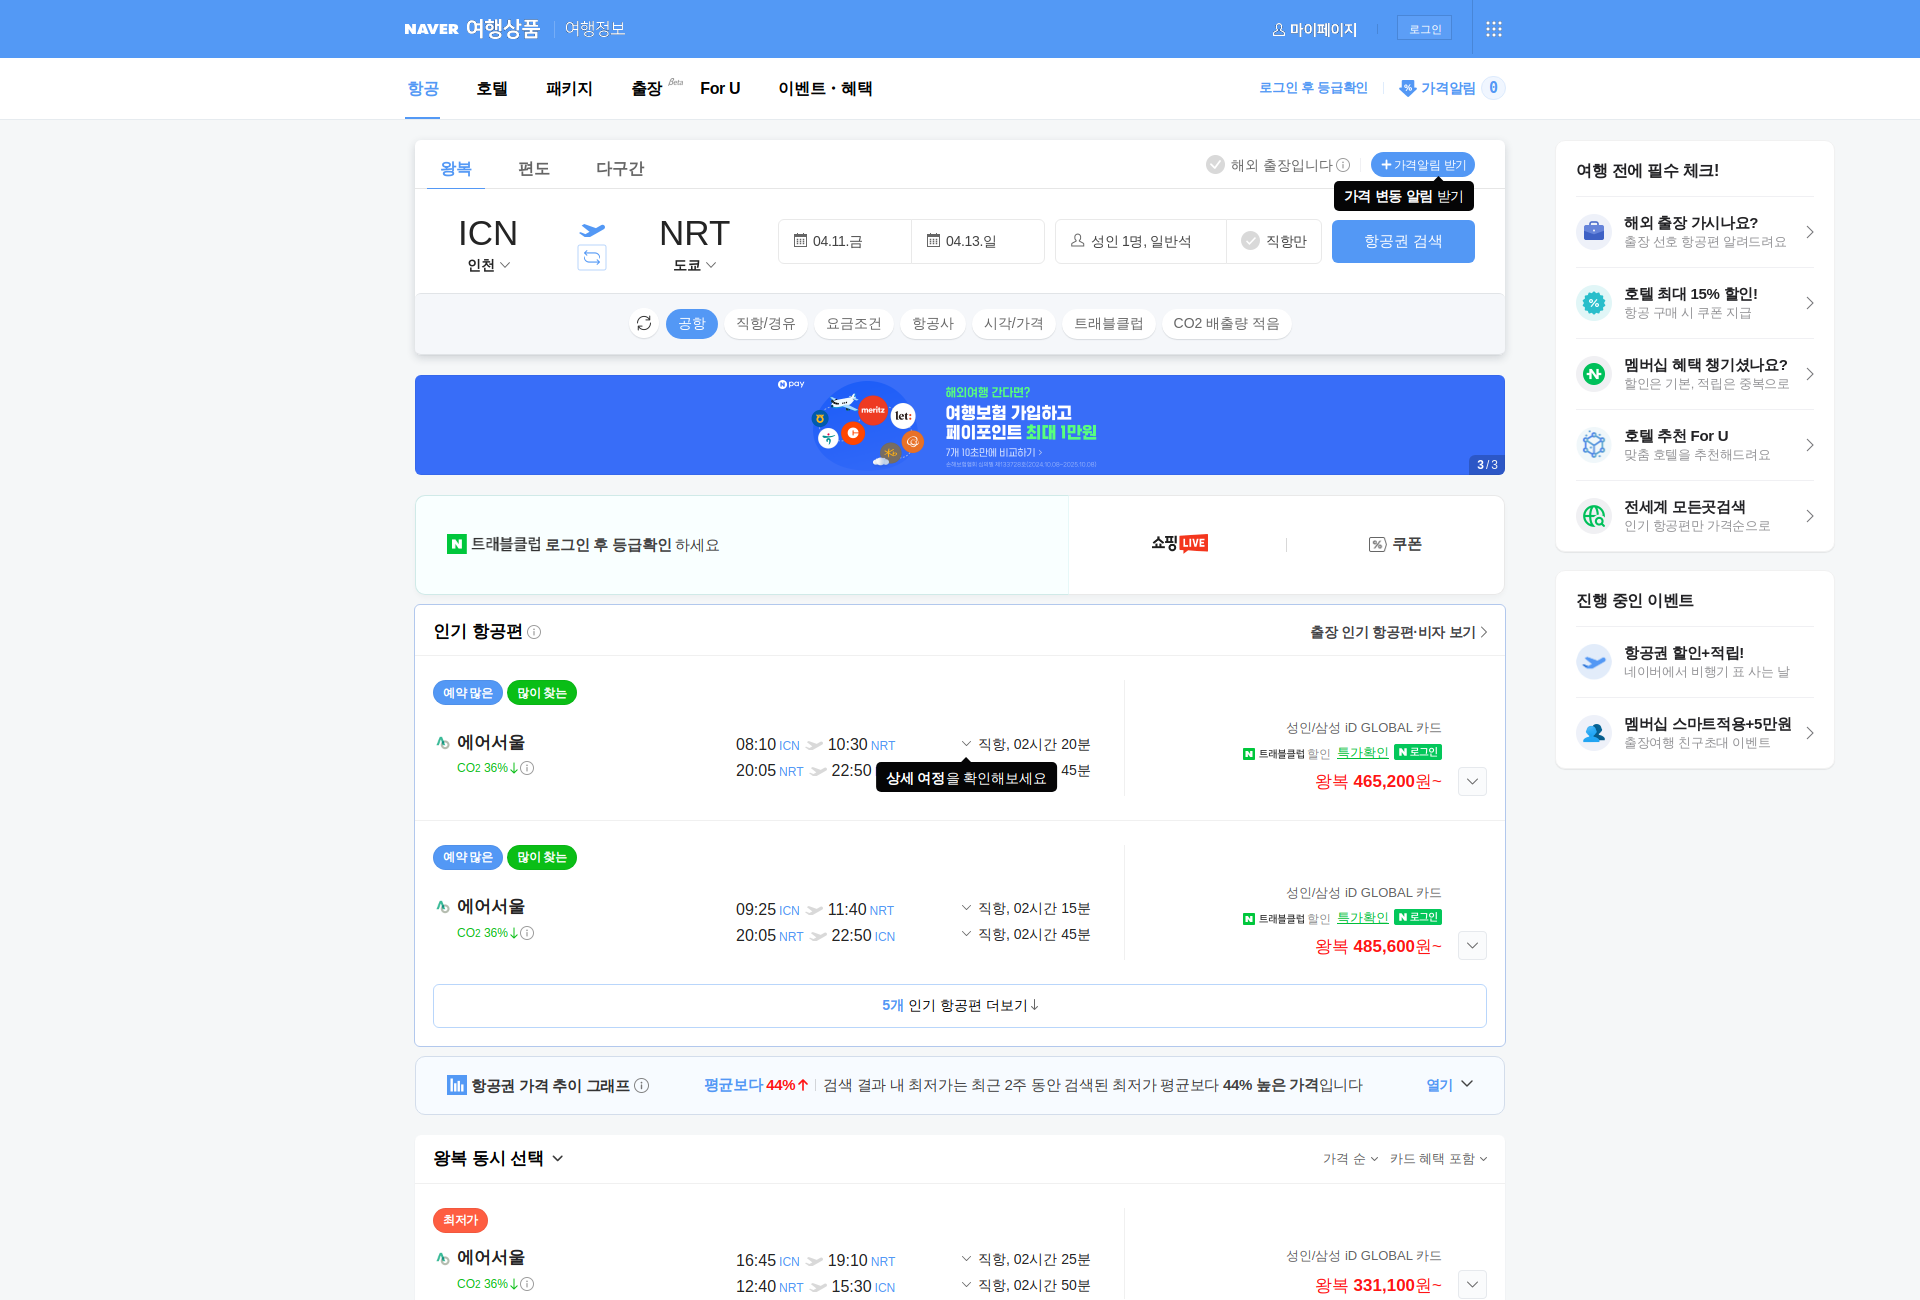 NAVER 여행상품 여행정보
마이페이지 로그인
항공 호텔 패키지 출장 Beta For U 이벤트・혜택
로그인 후 등급확인 가격알림 0
왕복 편도 다구간
해외 출장입니다 가격알림 받기
가격 변동 알림 받기
ICN NRT
인천 도쿄
04.11.금 04.13.일 성인 1명, 일반석 직항만 항공권 검색
공항 직항/경유 요금조건 항공사 시각/가격 트래블클럽 CO2 배출량 적음
N pay
meritz
let:
해외여행 간다면?
여행보험 가입하고
페이포인트 최대 1만원
7개 10초만에 비교하기
3 / 3
N 트래블클럽 로그인 후 등급확인 하세요
쇼핑 LIVE 쿠폰
인기 항공편
출장 인기 항공편·비자 보기
예약 많은 많이 찾는
에어서울
CO2 36%↓
08:10 ICN 10:30 NRT 직항, 02시간 20분
20:05 NRT 22:50 45분
상세 여정을 확인해보세요
성인/삼성 iD GLOBAL 카드
N 트래블클럽 할인 특가확인 N 로그인
왕복 465,200원~
예약 많은 많이 찾는
에어서울
CO2 36%↓
09:25 ICN 11:40 NRT 직항, 02시간 15분
20:05 NRT 22:50 ICN 직항, 02시간 45분
성인/삼성 iD GLOBAL 카드
N 트래블클럽 할인 특가확인 N 로그인
왕복 485,600원~
5개 인기 항공편 더보기↓
항공권 가격 추이 그래프
평균보다 44%↑ 검색 결과 내 최저가는 최근 2주 동안 검색된 최저가 평균보다 44% 높은 가격입니다
열기
왕복 동시 선택
가격 순 카드 혜택 포함
최저가
에어서울
CO2 36%↓
16:45 ICN 19:10 NRT 직항, 02시간 25분
12:40 NRT 15:30 ICN 직항, 02시간 50분
성인/삼성 iD GLOBAL 카드
왕복 331,100원~
여행 전에 필수 체크!
해외 출장 가시나요?
출장 선호 항공편 알려드려요
호텔 최대 15% 할인!
항공 구매 시 쿠폰 지급
멤버십 혜택 챙기셨나요?
할인은 기본, 적립은 중복으로
호텔 추천 For U
맞춤 호텔을 추천해드려요
전세계 모든곳검색
인기 항공편만 가격순으로
진행 중인 이벤트
항공권 할인+적립!
네이버에서 비행기 표 사는 날
멤버십 스마트적용+5만원
출장여행 친구초대 이벤트